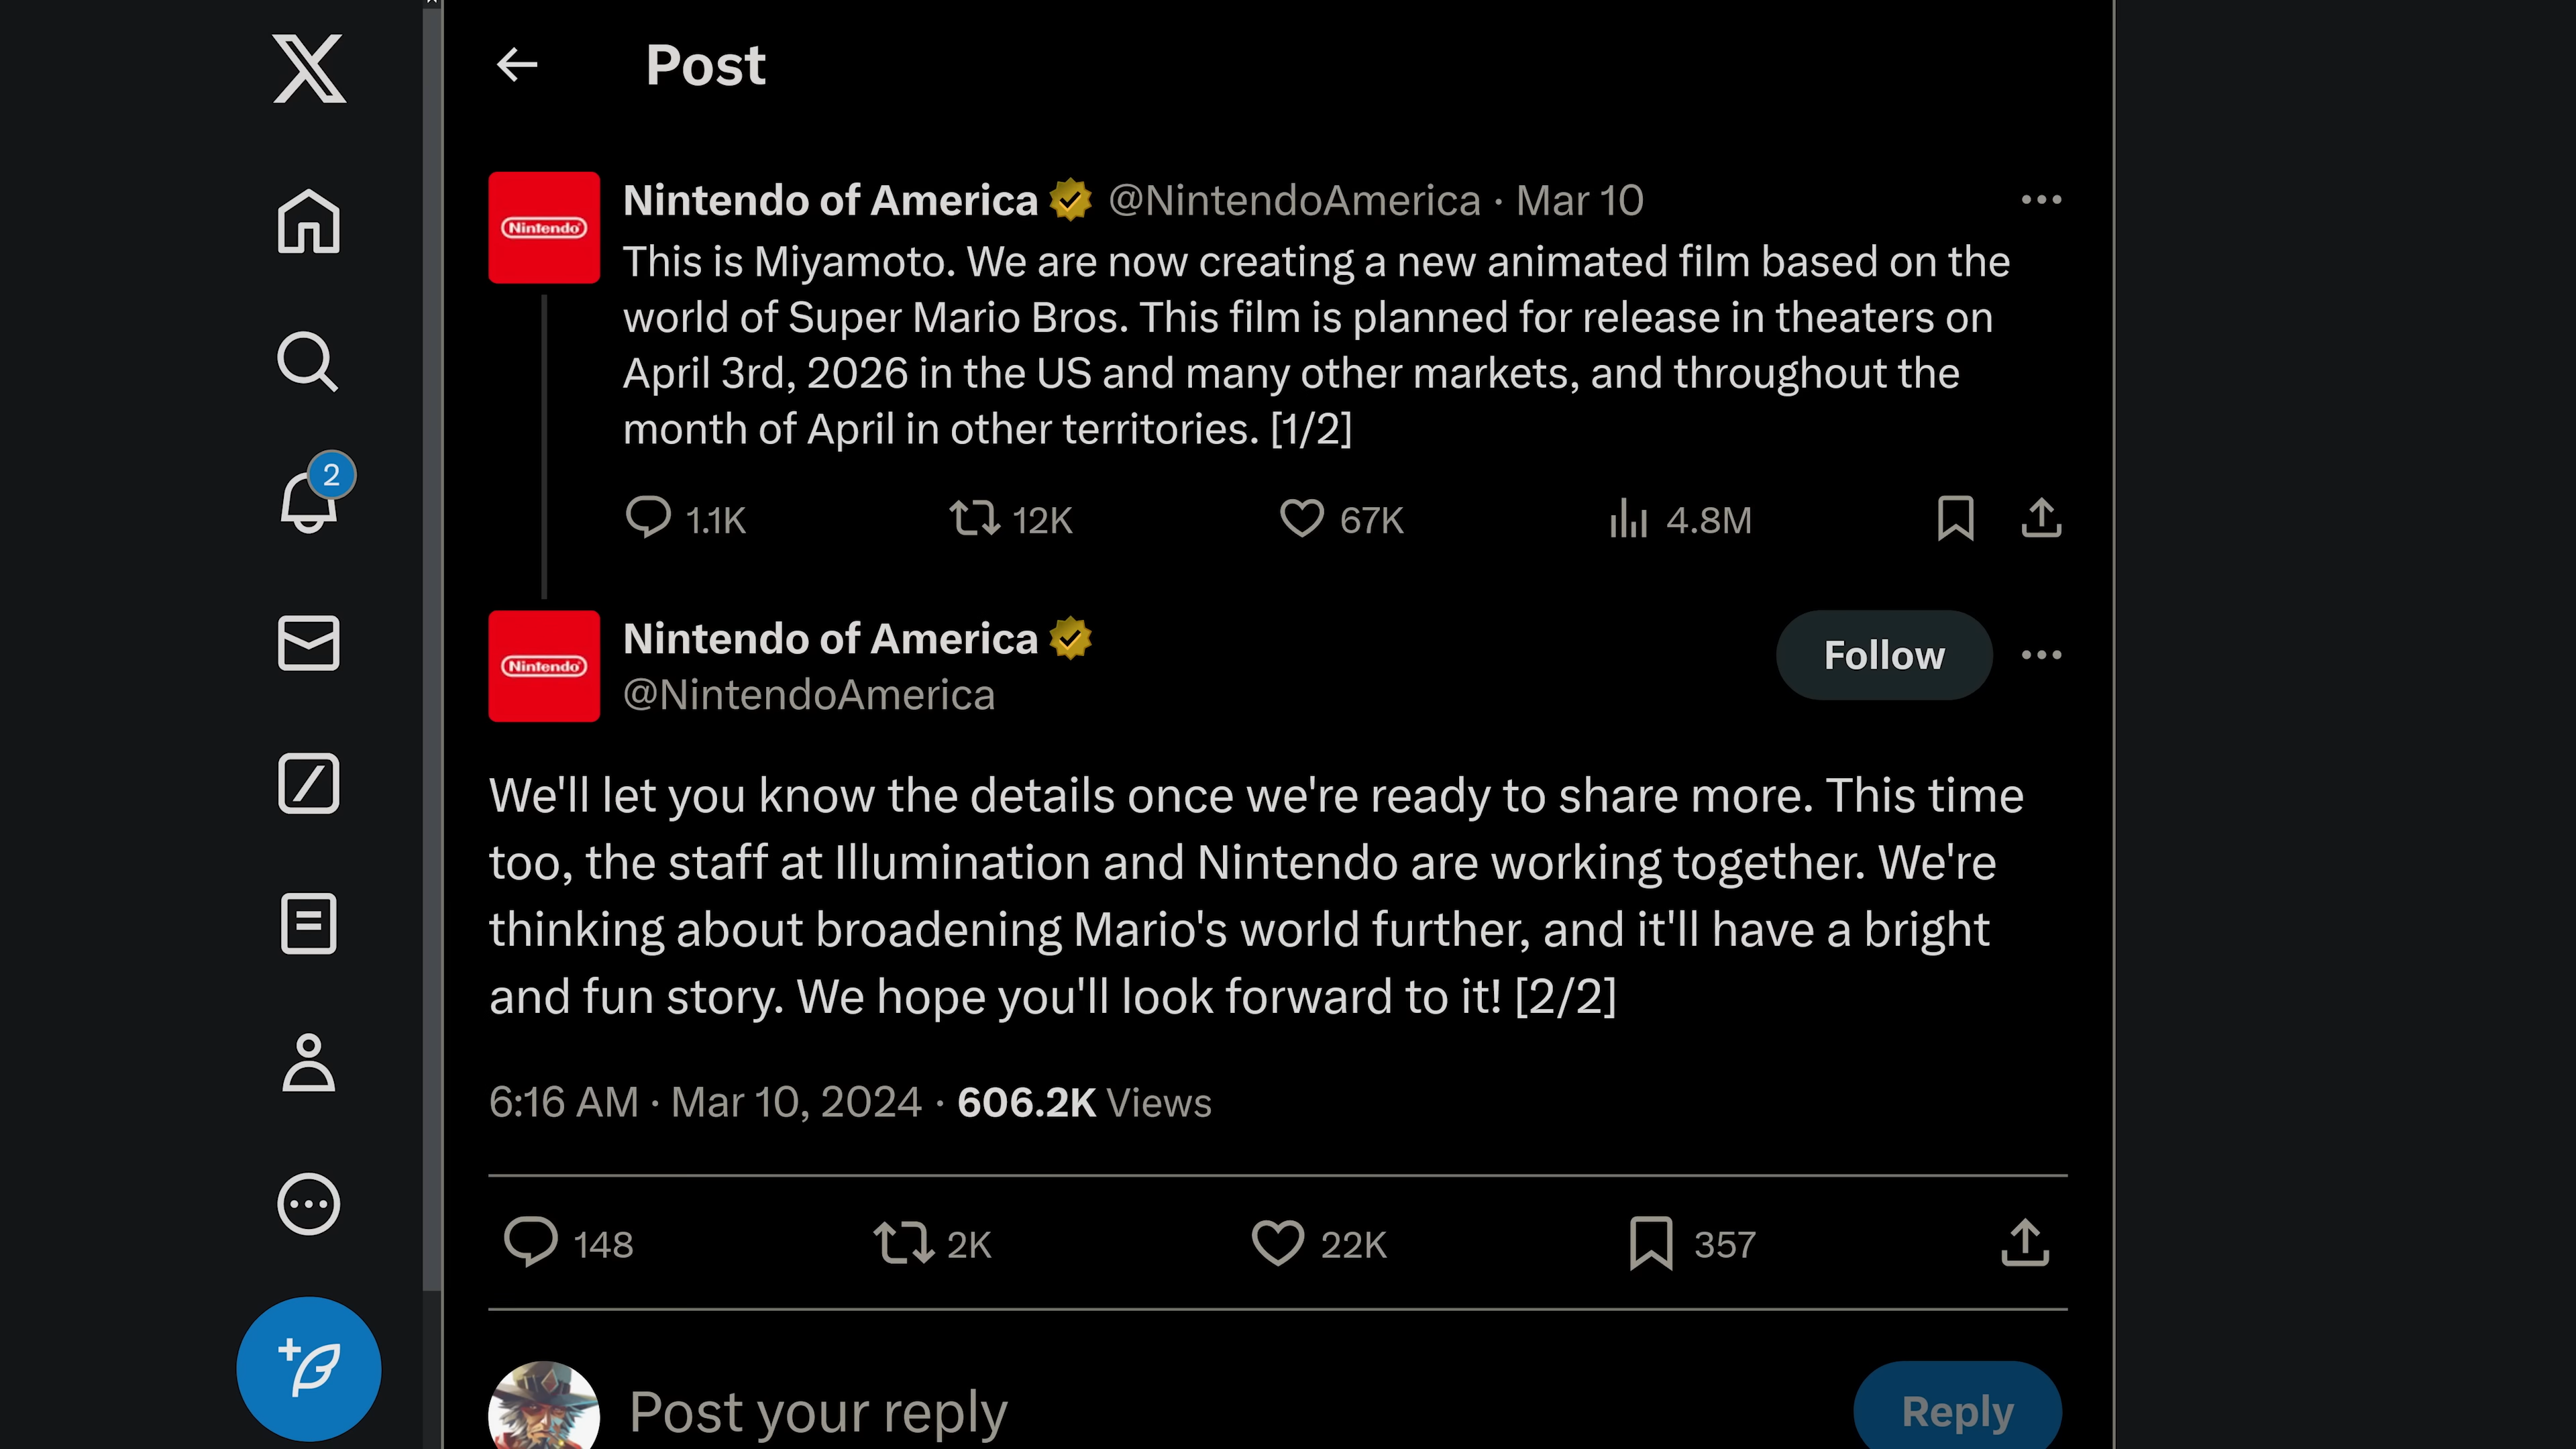 Post
Nintendo of America @NintendoAmerica · Mar 10
Nintendo
This is Miyamoto. We are now creating a new animated film based on the
world of Super Mario Bros. This film is planned for release in theaters on
April 3rd, 2026 in the US and many other markets, and throughout the
month of April in other territories. [1/2]
1.1K 12K 67K 4.8M
2
Nintendo of America
Nintendo
@NintendoAmerica
Follow
We'll let you know the details once we're ready to share more. This time
too, the staff at Illumination and Nintendo are working together. We're
thinking about broadening Mario's world further, and it'll have a bright
and fun story. We hope you'll look forward to it! [2/2]
6:16 AM · Mar 10, 2024 · 606.2K Views
148 2K 22K 357
Post your reply
Reply